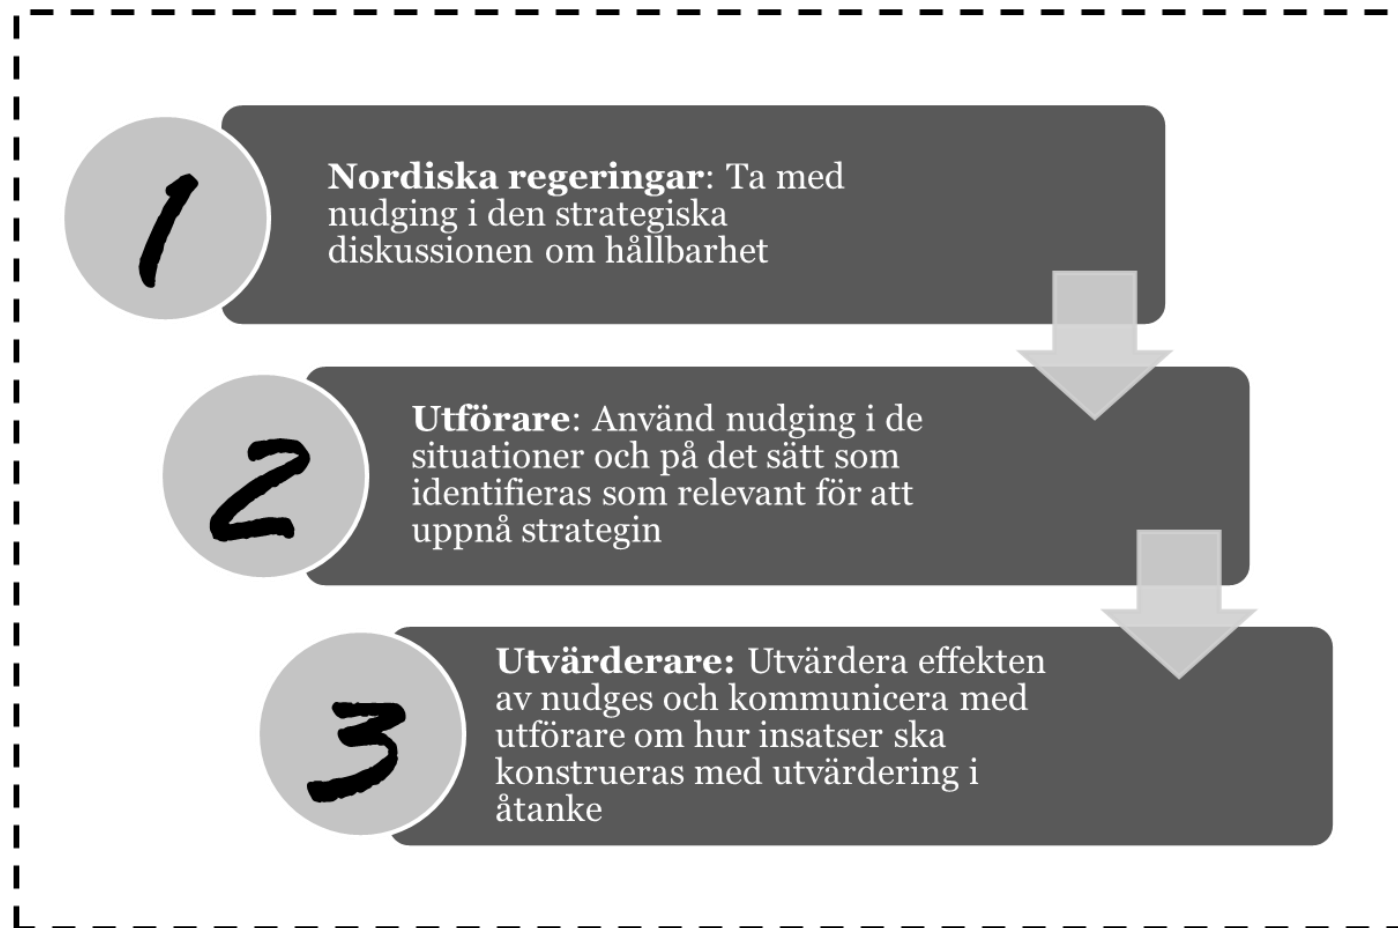 1
Nordiska regeringar: Ta med
nudging i den strategiska
diskussionen om hållbarhet
2
Utförare: Använd nudging i de
situationer och på det sätt som
identifieras som relevant för att
uppnå strategin
3
Utvärderare: Utvärdera effekten
av nudges och kommunicera med
utförare om hur insatser ska
konstrueras med utvärdering i
åtanke